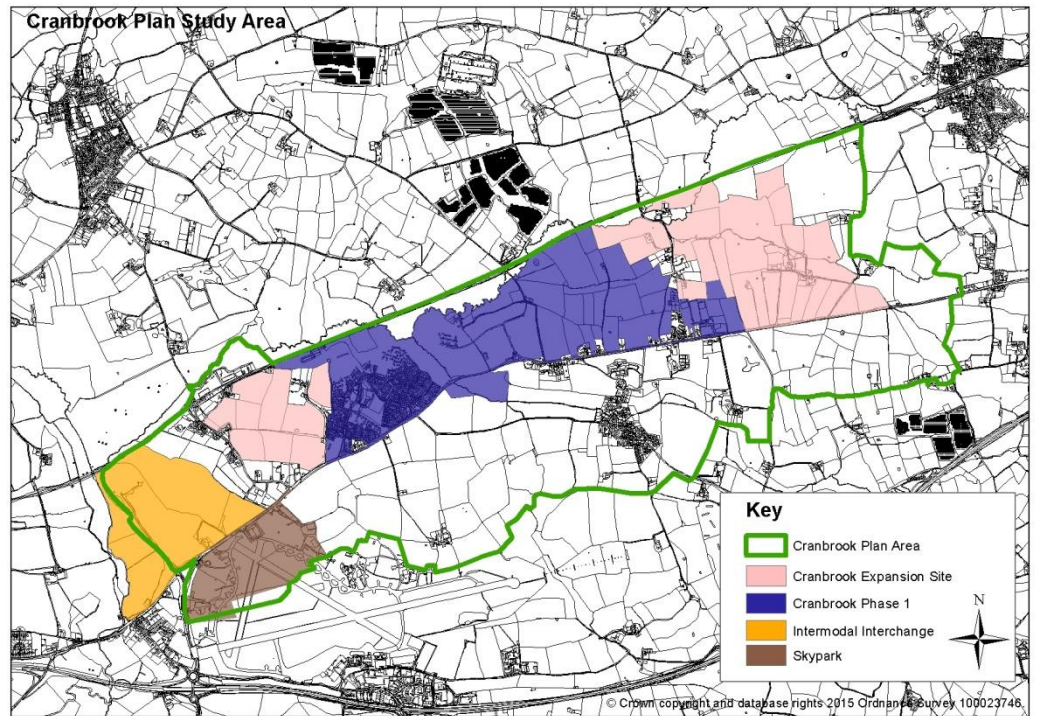 Cranbrook Plan Study Area
Key
Cranbrook Plan Area
Cranbrook Expansion Site
Cranbrook Phase 1
Intermodal Interchange
Skypark
N
© Crown copyright and database rights 2015 Ordnance Survey 100023746